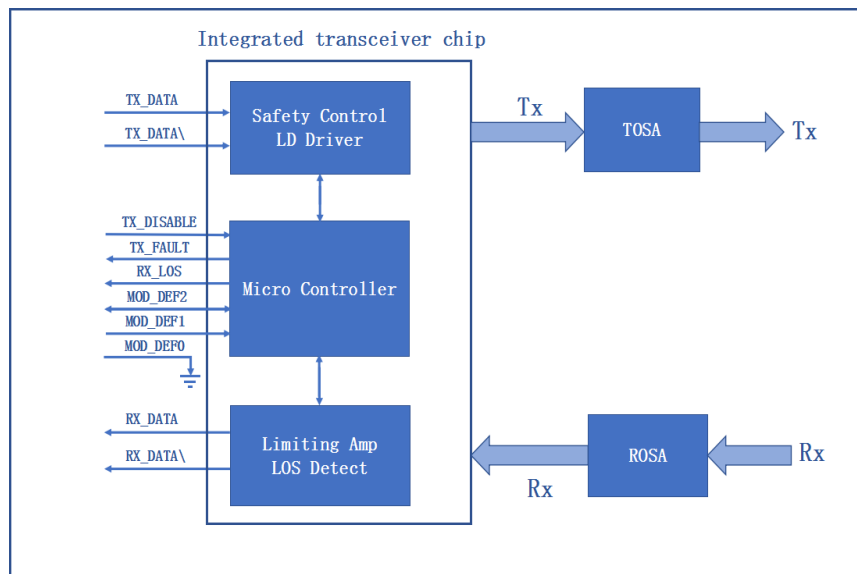 Integrated transceiver chip
TX_DATA
TX_DATA\
Safety Control
LD Driver
Tx
TOSA
Tx
TX_DISABLE
TX_FAULT
RX_LOS
MOD_DEF2
MOD_DEF1
MOD_DEF0
Micro Controller
RX_DATA
RX_DATA\
Limiting Amp
LOS Detect
Rx
ROSA
Rx